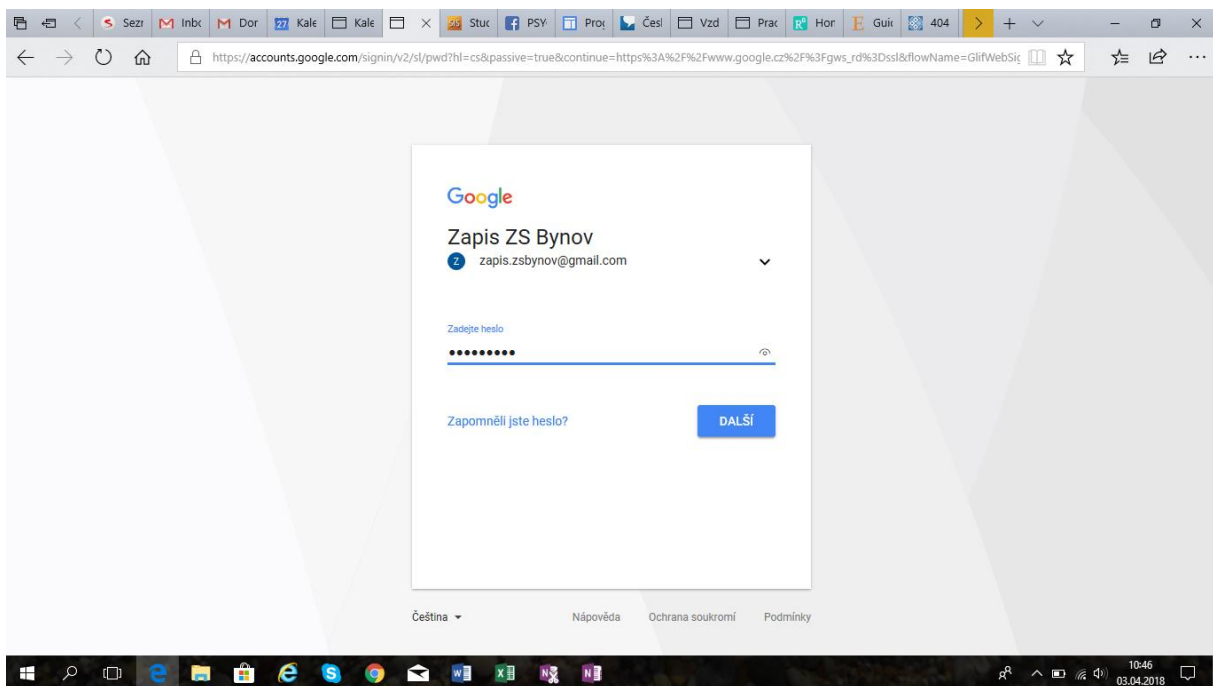 Sezr Inbc Dor 27 Kale Kale Stuc PSY- Proç Česl Vzd Prac Hor Guic 404
https://accounts.google.com/signin/v2/sl/pwd?hl=cs&passive=true&continue=https%3A%2F%2Fwww.google.cz%2F%3Fgws_rd%3Dssl&flowName=GlifWebSig
Google
Zapis ZS Bynov
Z zapis.zsbynov@gmail.com
Zadejte heslo
•••••••••
Zapomněli jste heslo? DALŠÍ
Čeština Nápověda Ochrana soukromí Podmínky
10:46
03.04.2018